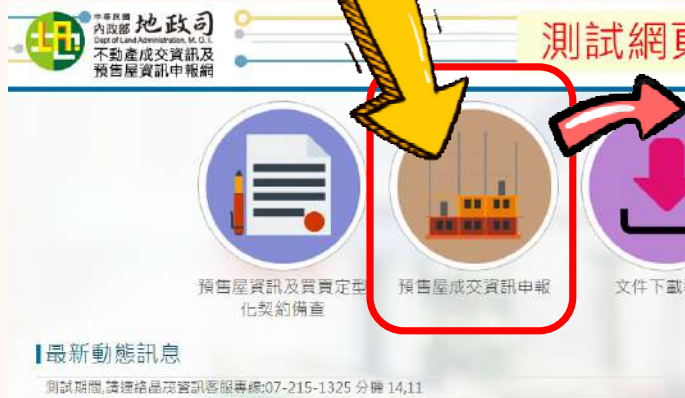 中華民國
內政部 地政司
Dept of Land Administration, M. O. I.
不動產成交資訊及
預售屋資訊申報網
測試網頁
預售屋資訊及買賣定型
化契約備查
預售屋成交資訊申報
文件下載
最新動態訊息
測試期間,請連絡晶茂資訊客服專線:07-215-1325 分機 14,11